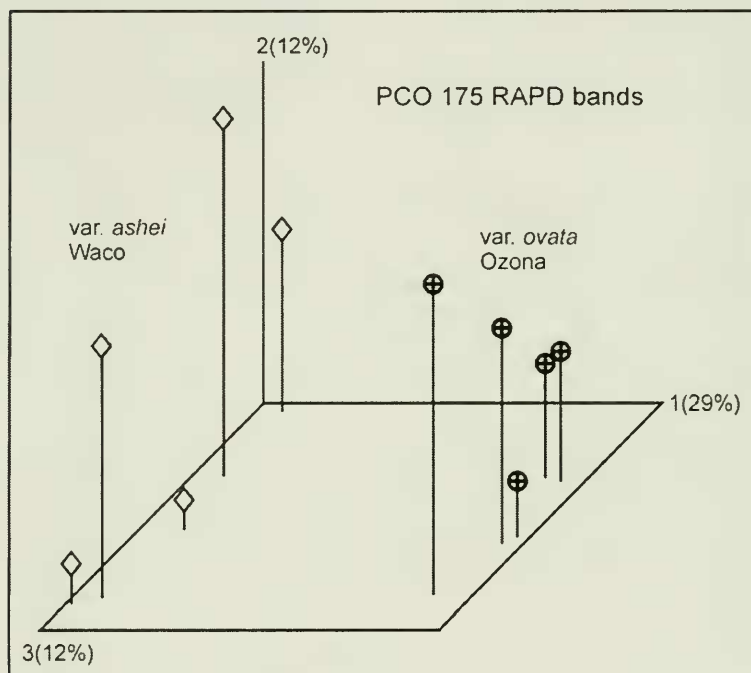 2(12%)
PCO 175 RAPD bands
var. ashei
Waco
var. ovata
Ozona
1(29%)
3(12%)